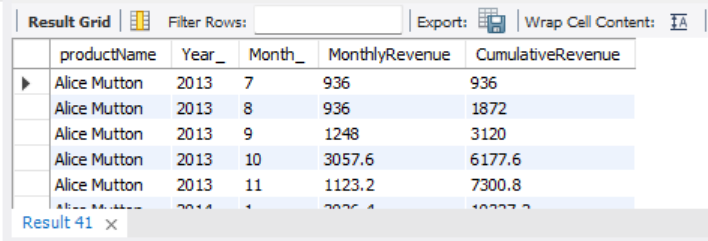 Result Grid Filter Rows: Export: Wrap Cell Content: IA
productName Year_ Month_ MonthlyRevenue CumulativeRevenue
Alice Mutton 2013 7 936 936
Alice Mutton 2013 8 936 1872
Alice Mutton 2013 9 1248 3120
Alice Mutton 2013 10 3057.6 6177.6
Alice Mutton 2013 11 1123.2 7300.8
Alice Mutton 2014 1
Result 41 ×